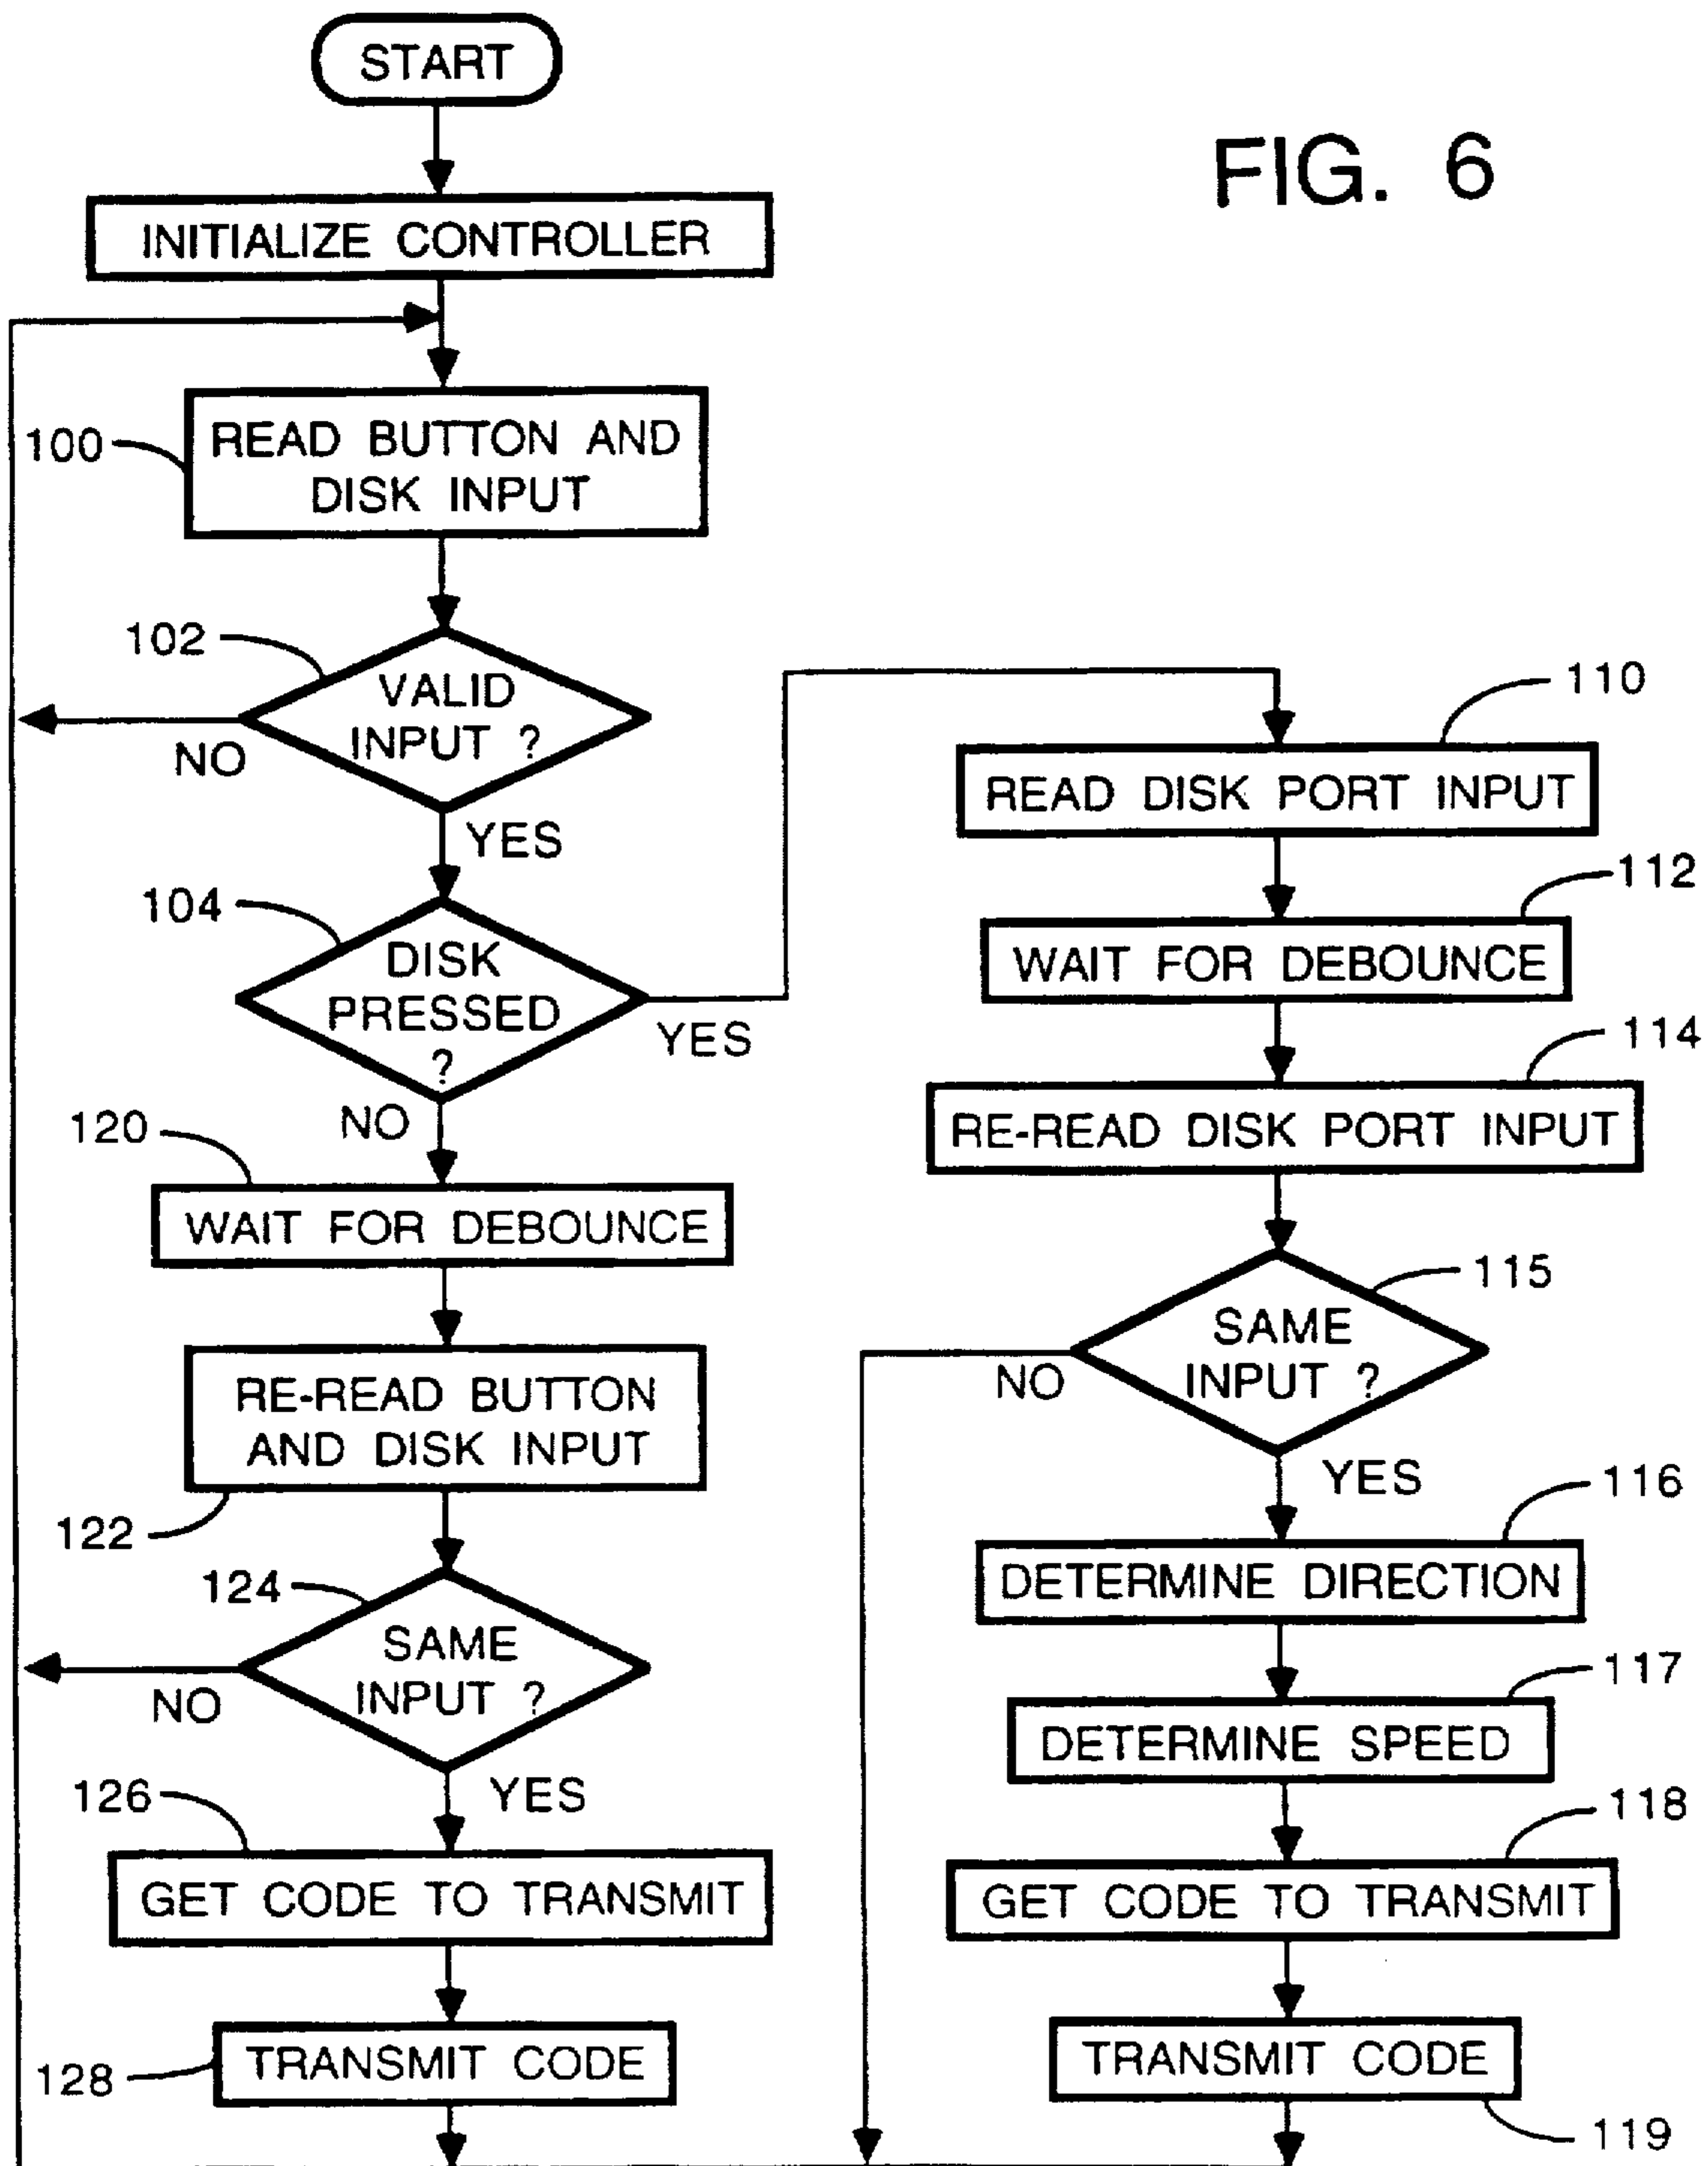 START
FIG. 6
INITIALIZE CONTROLLER
100
READ BUTTON AND
DISK INPUT
102
VALID
INPUT ?
NO
YES
104
DISK
PRESSED
?
YES
NO
120
WAIT FOR DEBOUNCE
RE-READ BUTTON
AND DISK INPUT
122
124
SAME
INPUT ?
NO
YES
126
GET CODE TO TRANSMIT
TRANSMIT CODE
128
110
READ DISK PORT INPUT
112
WAIT FOR DEBOUNCE
114
RE-READ DISK PORT INPUT
115
SAME
INPUT ?
NO
YES
116
DETERMINE DIRECTION
117
DETERMINE SPEED
118
GET CODE TO TRANSMIT
TRANSMIT CODE
119